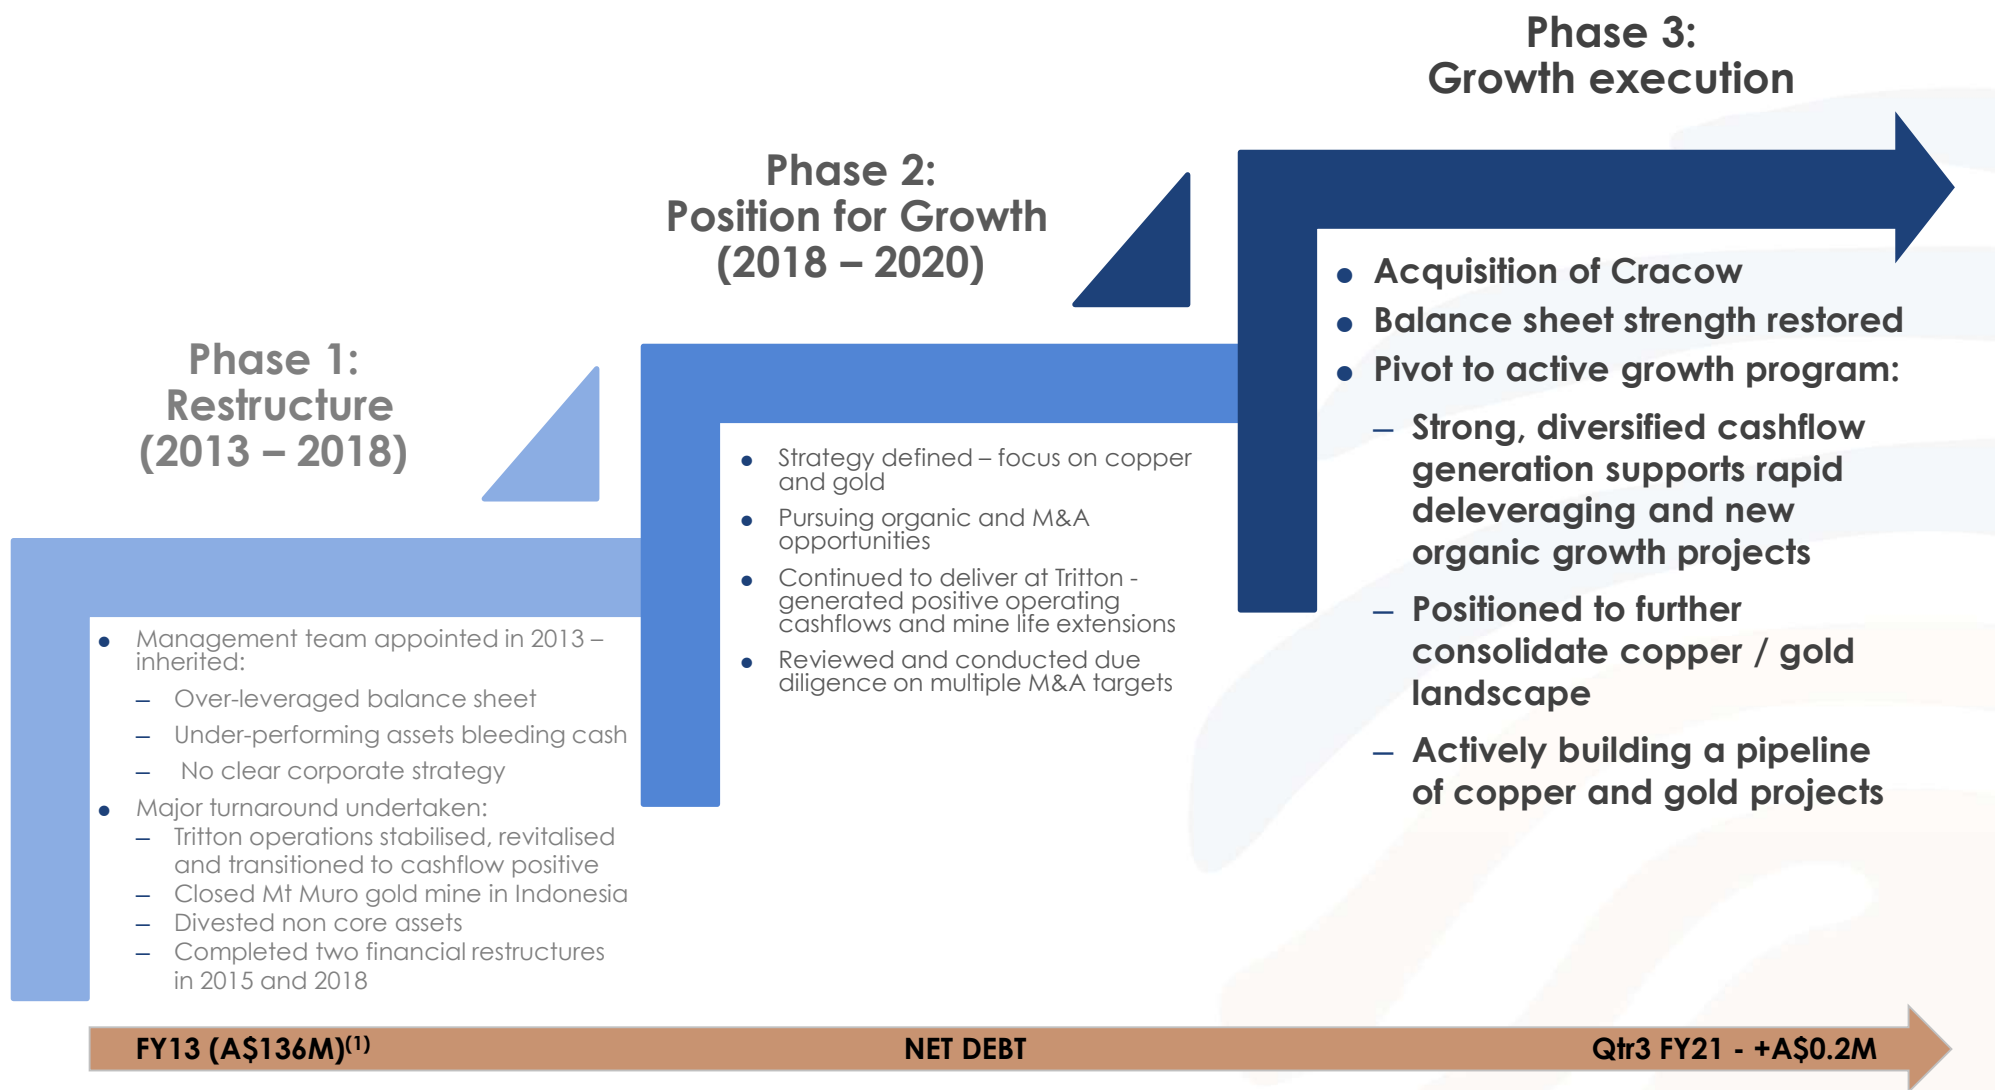 Phase 1:
Restructure
(2013 – 2018)
● Management team appointed in 2013 –
inherited:
– Over-leveraged balance sheet
– Under-performing assets bleeding cash
– No clear corporate strategy
● Major turnaround undertaken:
– Tritton operations stabilised, revitalised
and transitioned to cashflow positive
– Closed Mt Muro gold mine in Indonesia
– Divested non core assets
– Completed two financial restructures
in 2015 and 2018
Phase 2:
Position for Growth
(2018 – 2020)
● Strategy defined – focus on copper
and gold
● Pursuing organic and M&A
opportunities
● Continued to deliver at Tritton -
generated positive operating
cashflows and mine life extensions
● Reviewed and conducted due
diligence on multiple M&A targets
Phase 3:
Growth execution
● Acquisition of Cracow
● Balance sheet strength restored
● Pivot to active growth program:
– Strong, diversified cashflow
generation supports rapid
deleveraging and new
organic growth projects
– Positioned to further
consolidate copper / gold
landscape
– Actively building a pipeline
of copper and gold projects
FY13 (A$136M)(1)
NET DEBT
Qtr3 FY21 - +A$0.2M